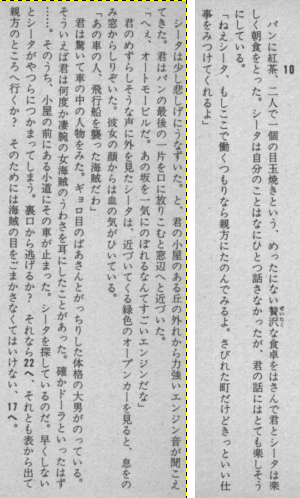 10
パンに紅茶、二人で一個の目玉焼きという、めったにない贅沢な食卓をはさんで君とシータは楽
しく朝食をとった。シータは自分のことはなにひとつ話さなかったが、君の話にはとても楽しそう
にしている。
「ねえシータ　もしここで働くつもりなら親方にたのんでみるよ。さびれた町だけどきっといい仕
事をみつけてくれるよ」
シータは少し悲しげにうなずいた。と、君の小屋のある丘の外れから力強いエンジン音が聞こえ
てきた。君はパンの最後の一片を口に放りこむと窓辺へと近づいた。
「へぇ、オートモービルだ。あの坂を一気にのぼれるなんてすごいエンジンだな」
君のめずらしそうな声に外を見たシータは、近づいてくる緑色のオープンカーを見ると、息をの
み窓からしりぞいた。彼女の顔からは血の気がひいている。
「あの車の人、飛行船を襲った海賊だわ」
君は驚いて車の中の人物をみた。ギョロ目のばあさんとがっちりした体格の大男がのっている。
そういえば君は何度か凄腕の女海賊のうわさを耳にしたことがあった。確かドーラといったはず
……。そのうち、小屋の前にある小道にその車が止まった。シータを探しているのだ。早くしない
とシータがやつらにつかまってしまう。裏口から逃げるか？　それなら22へ、それとも表から出て
親方のところへ行くか？　そのためには海賊の目をごまかさなくてはいけない、17へ。